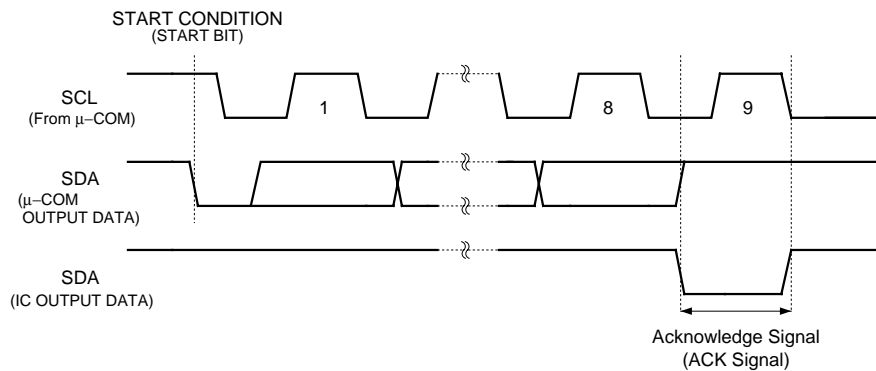 START CONDITION
(START BIT)
SCL
(From μ−COM)
1
8
9
SDA
(μ−COM
OUTPUT DATA)
SDA
(IC OUTPUT DATA)
Acknowledge Signal
(ACK Signal)